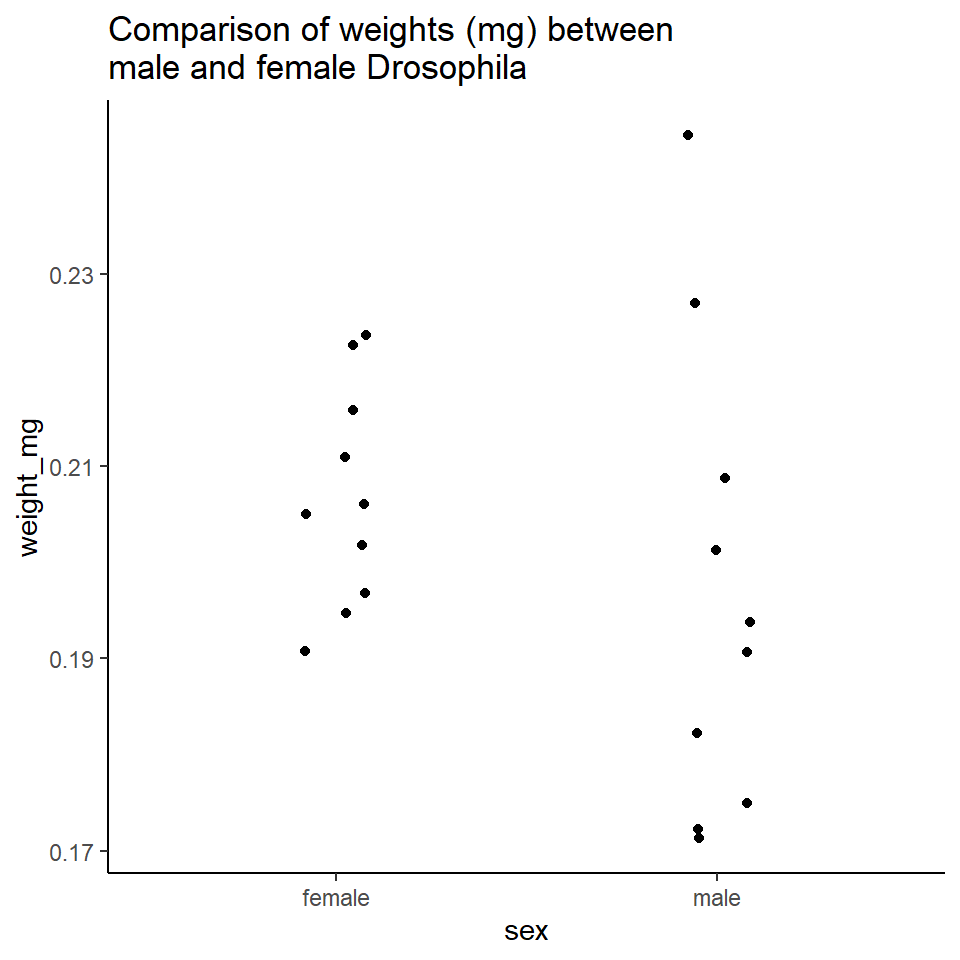 Comparison of weights (mg) between
male and female Drosophila
weight_mg
0.23
0.21
0.19
0.17
female
male
sex